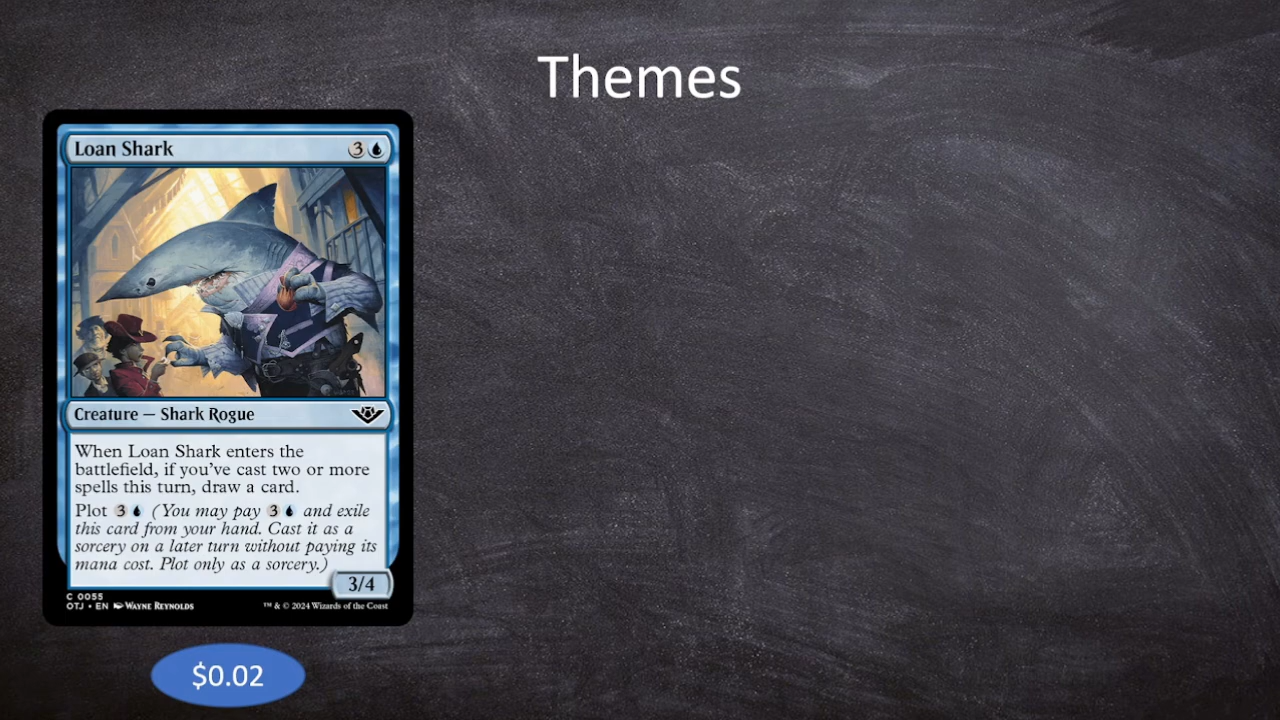 Themes
Loan Shark 3
Creature — Shark Rogue
When Loan Shark enters the
battlefield, if you've cast two or more
spells this turn, draw a card.
Plot 3 (You may pay 3 and exile
this card from your hand. Cast it as a
sorcery on a later turn without paying its
mana cost. Plot only as a sorcery.)
3/4
C 0055
OTJ • EN Wayne Reynolds
™ & © 2024 Wizards of the Coast
$0.02